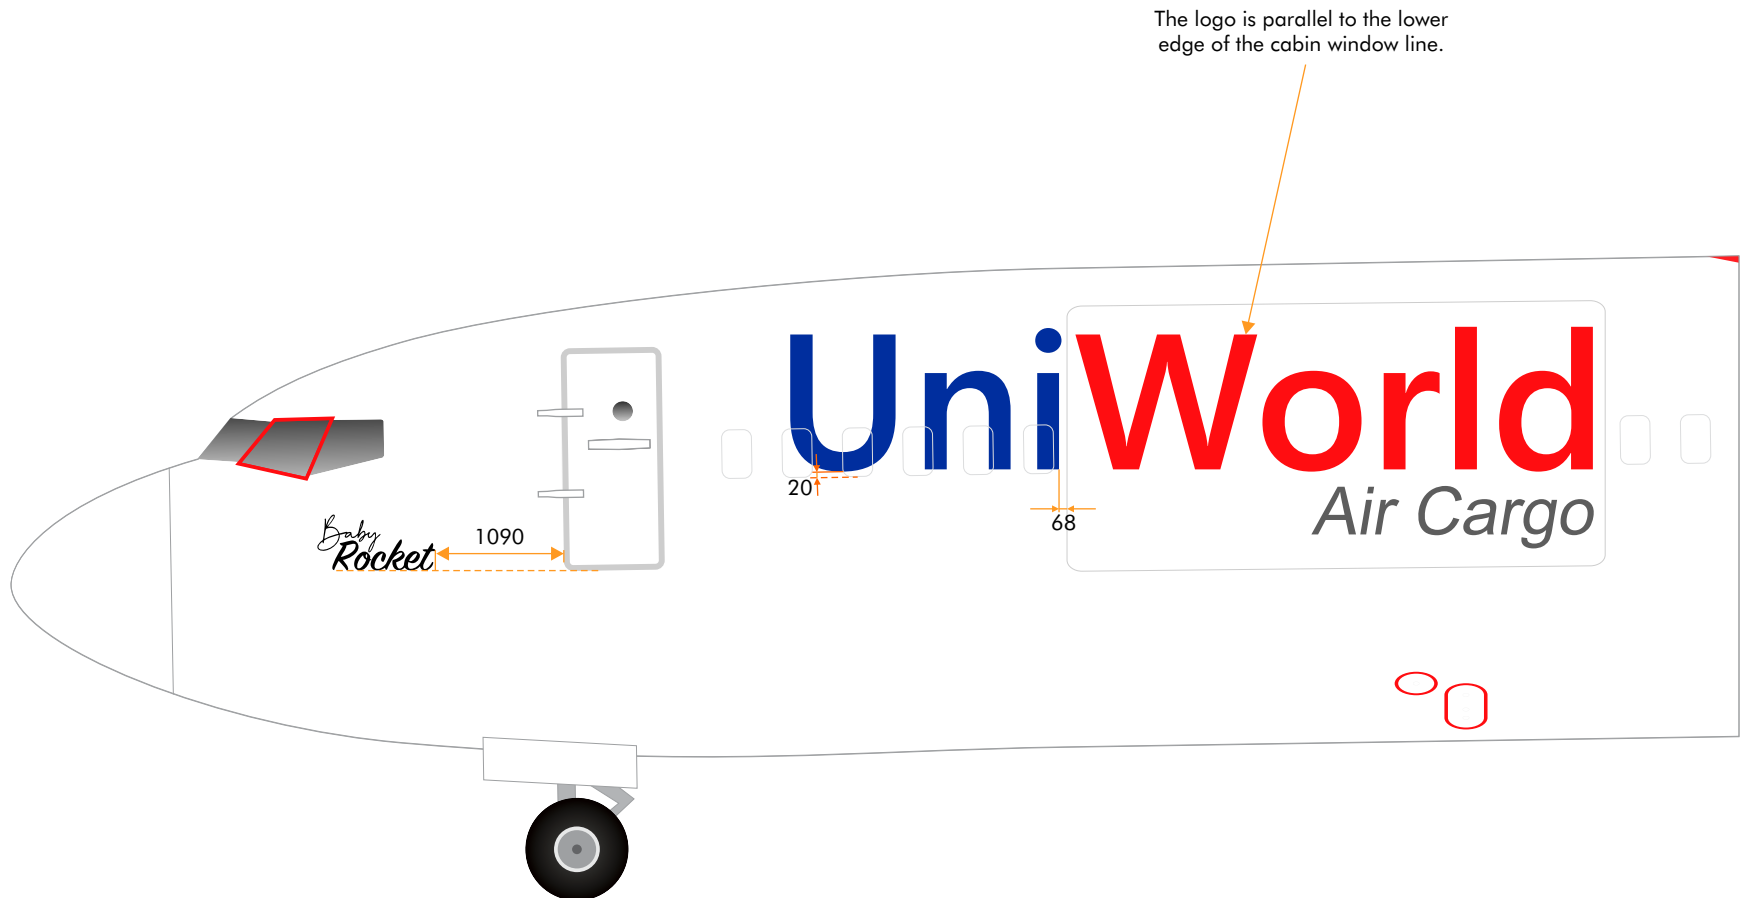 The logo is parallel to the lower
edge of the cabin window line.
UniWorld
Air Cargo
20
68
1090
Baby
Rocket